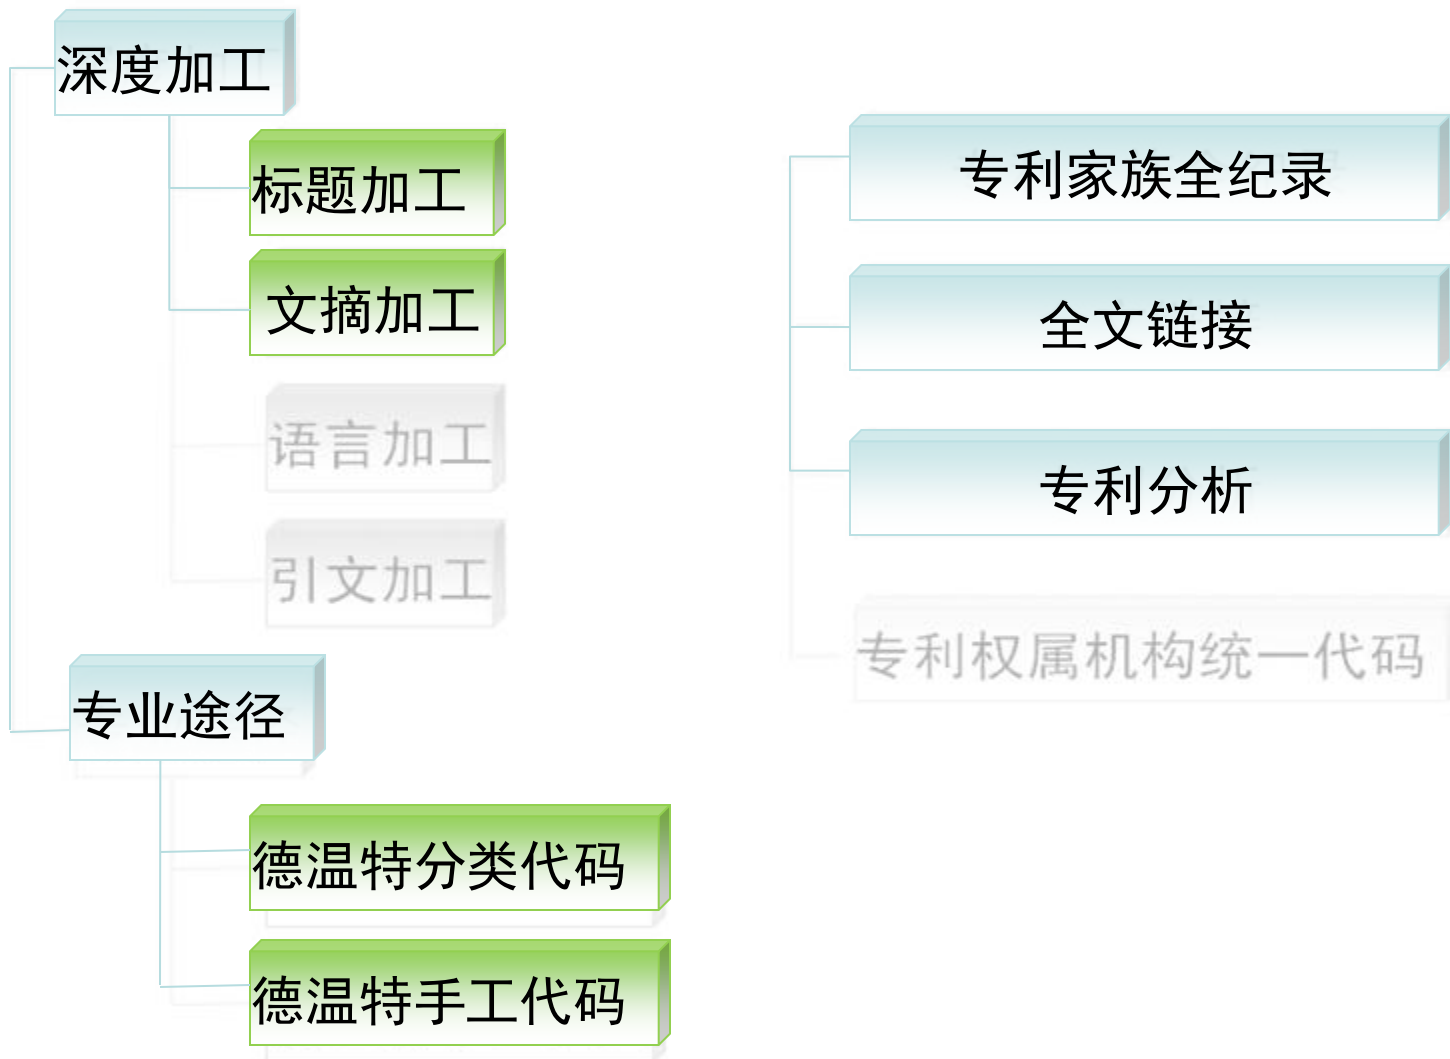 深度加工
标题加工
文摘加工
语言加工
引文加工
专业途径
德温特分类代码
德温特手工代码
专利家族全纪录
全文链接
专利分析
专利权属机构统一代码